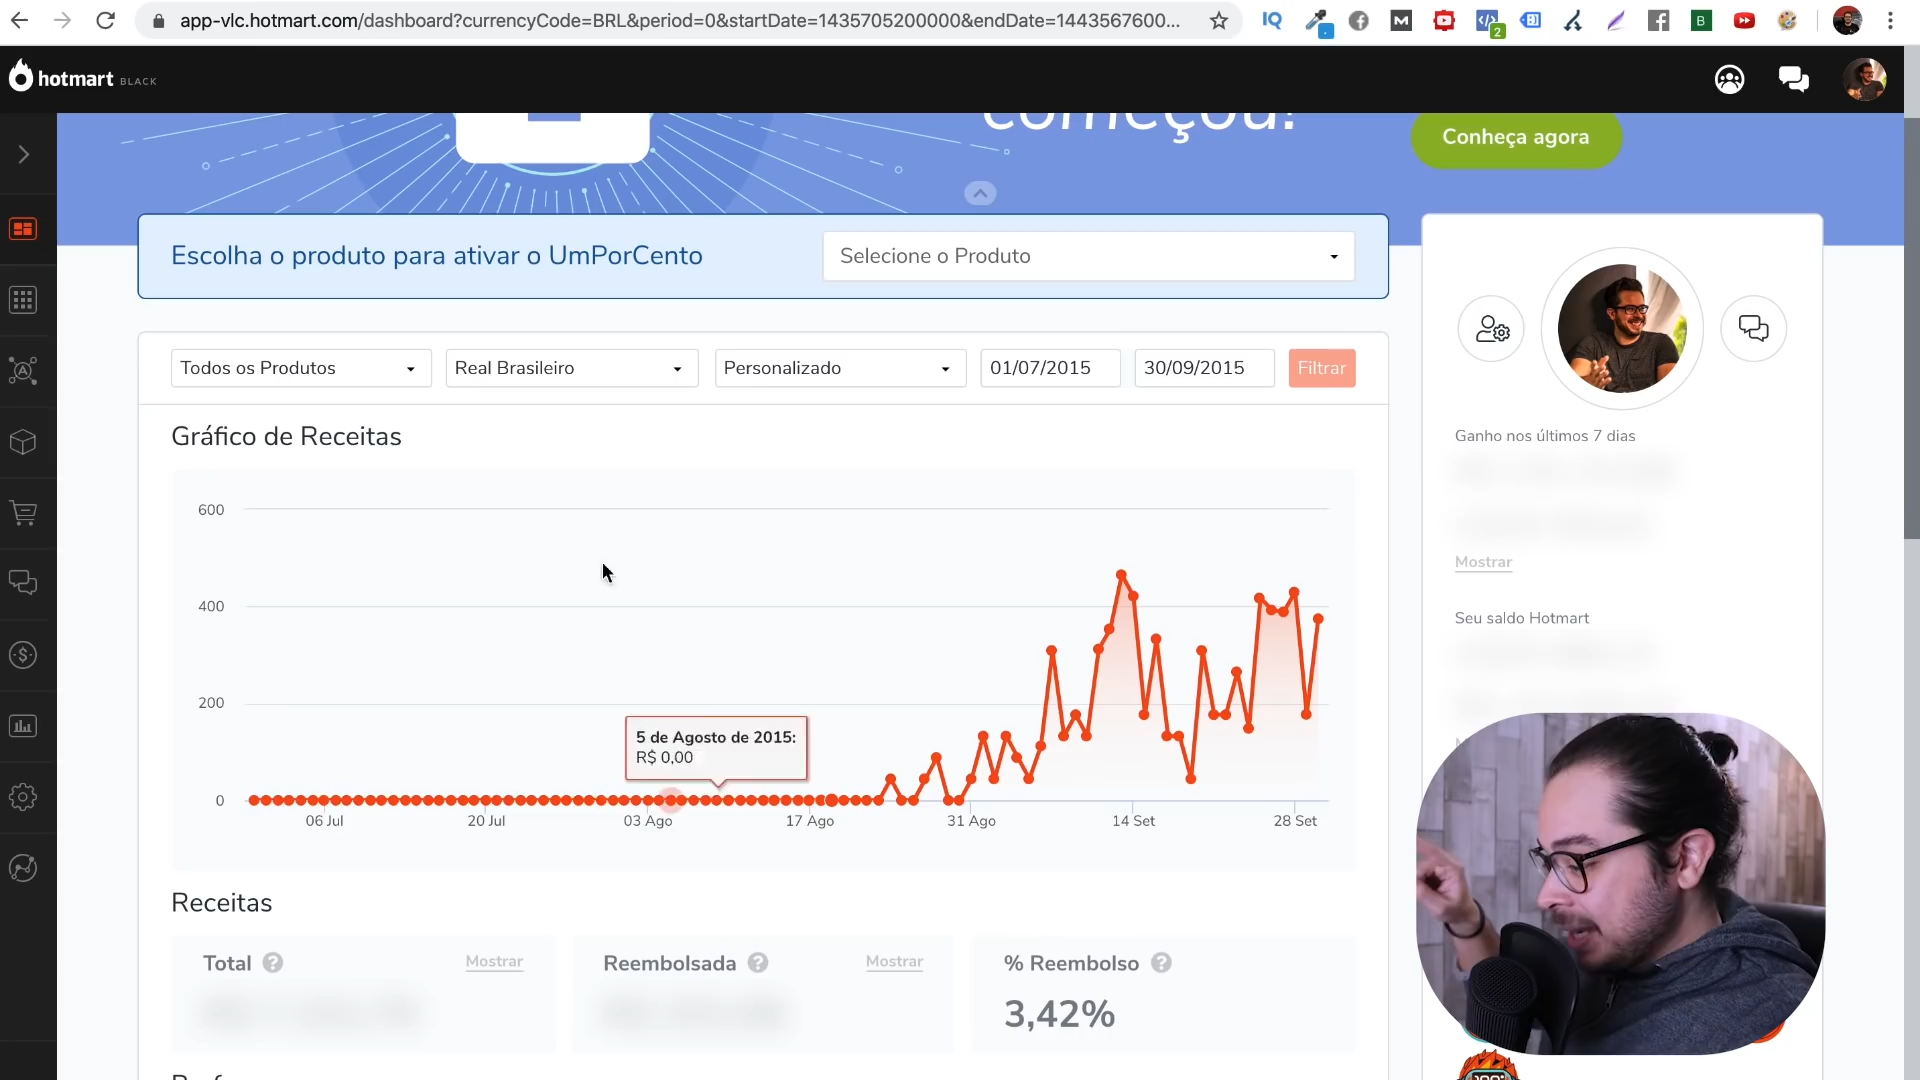 app-vlc.hotmart.com/dashboard?currencyCode=BRL&period=0&startDate=1435705200000&endDate=1443567600...
IQ
M
2
B
hotmart BLACK
começou!
Conheça agora
Escolha o produto para ativar o UmPorCento
Selecione o Produto
Todos os Produtos
Real Brasileiro
Personalizado
01/07/2015
30/09/2015
Filtrar
Gráfico de Receitas
600
400
200
0
5 de Agosto de 2015:
R$ 0,00
06 Jul
20 Jul
03 Ago
17 Ago
31 Ago
14 Set
28 Set
Receitas
Total ?
Mostrar
Reembolsada ?
Mostrar
% Reembolso ?
3,42%
Ganho nos últimos 7 dias
Mostrar
Seu saldo Hotmart